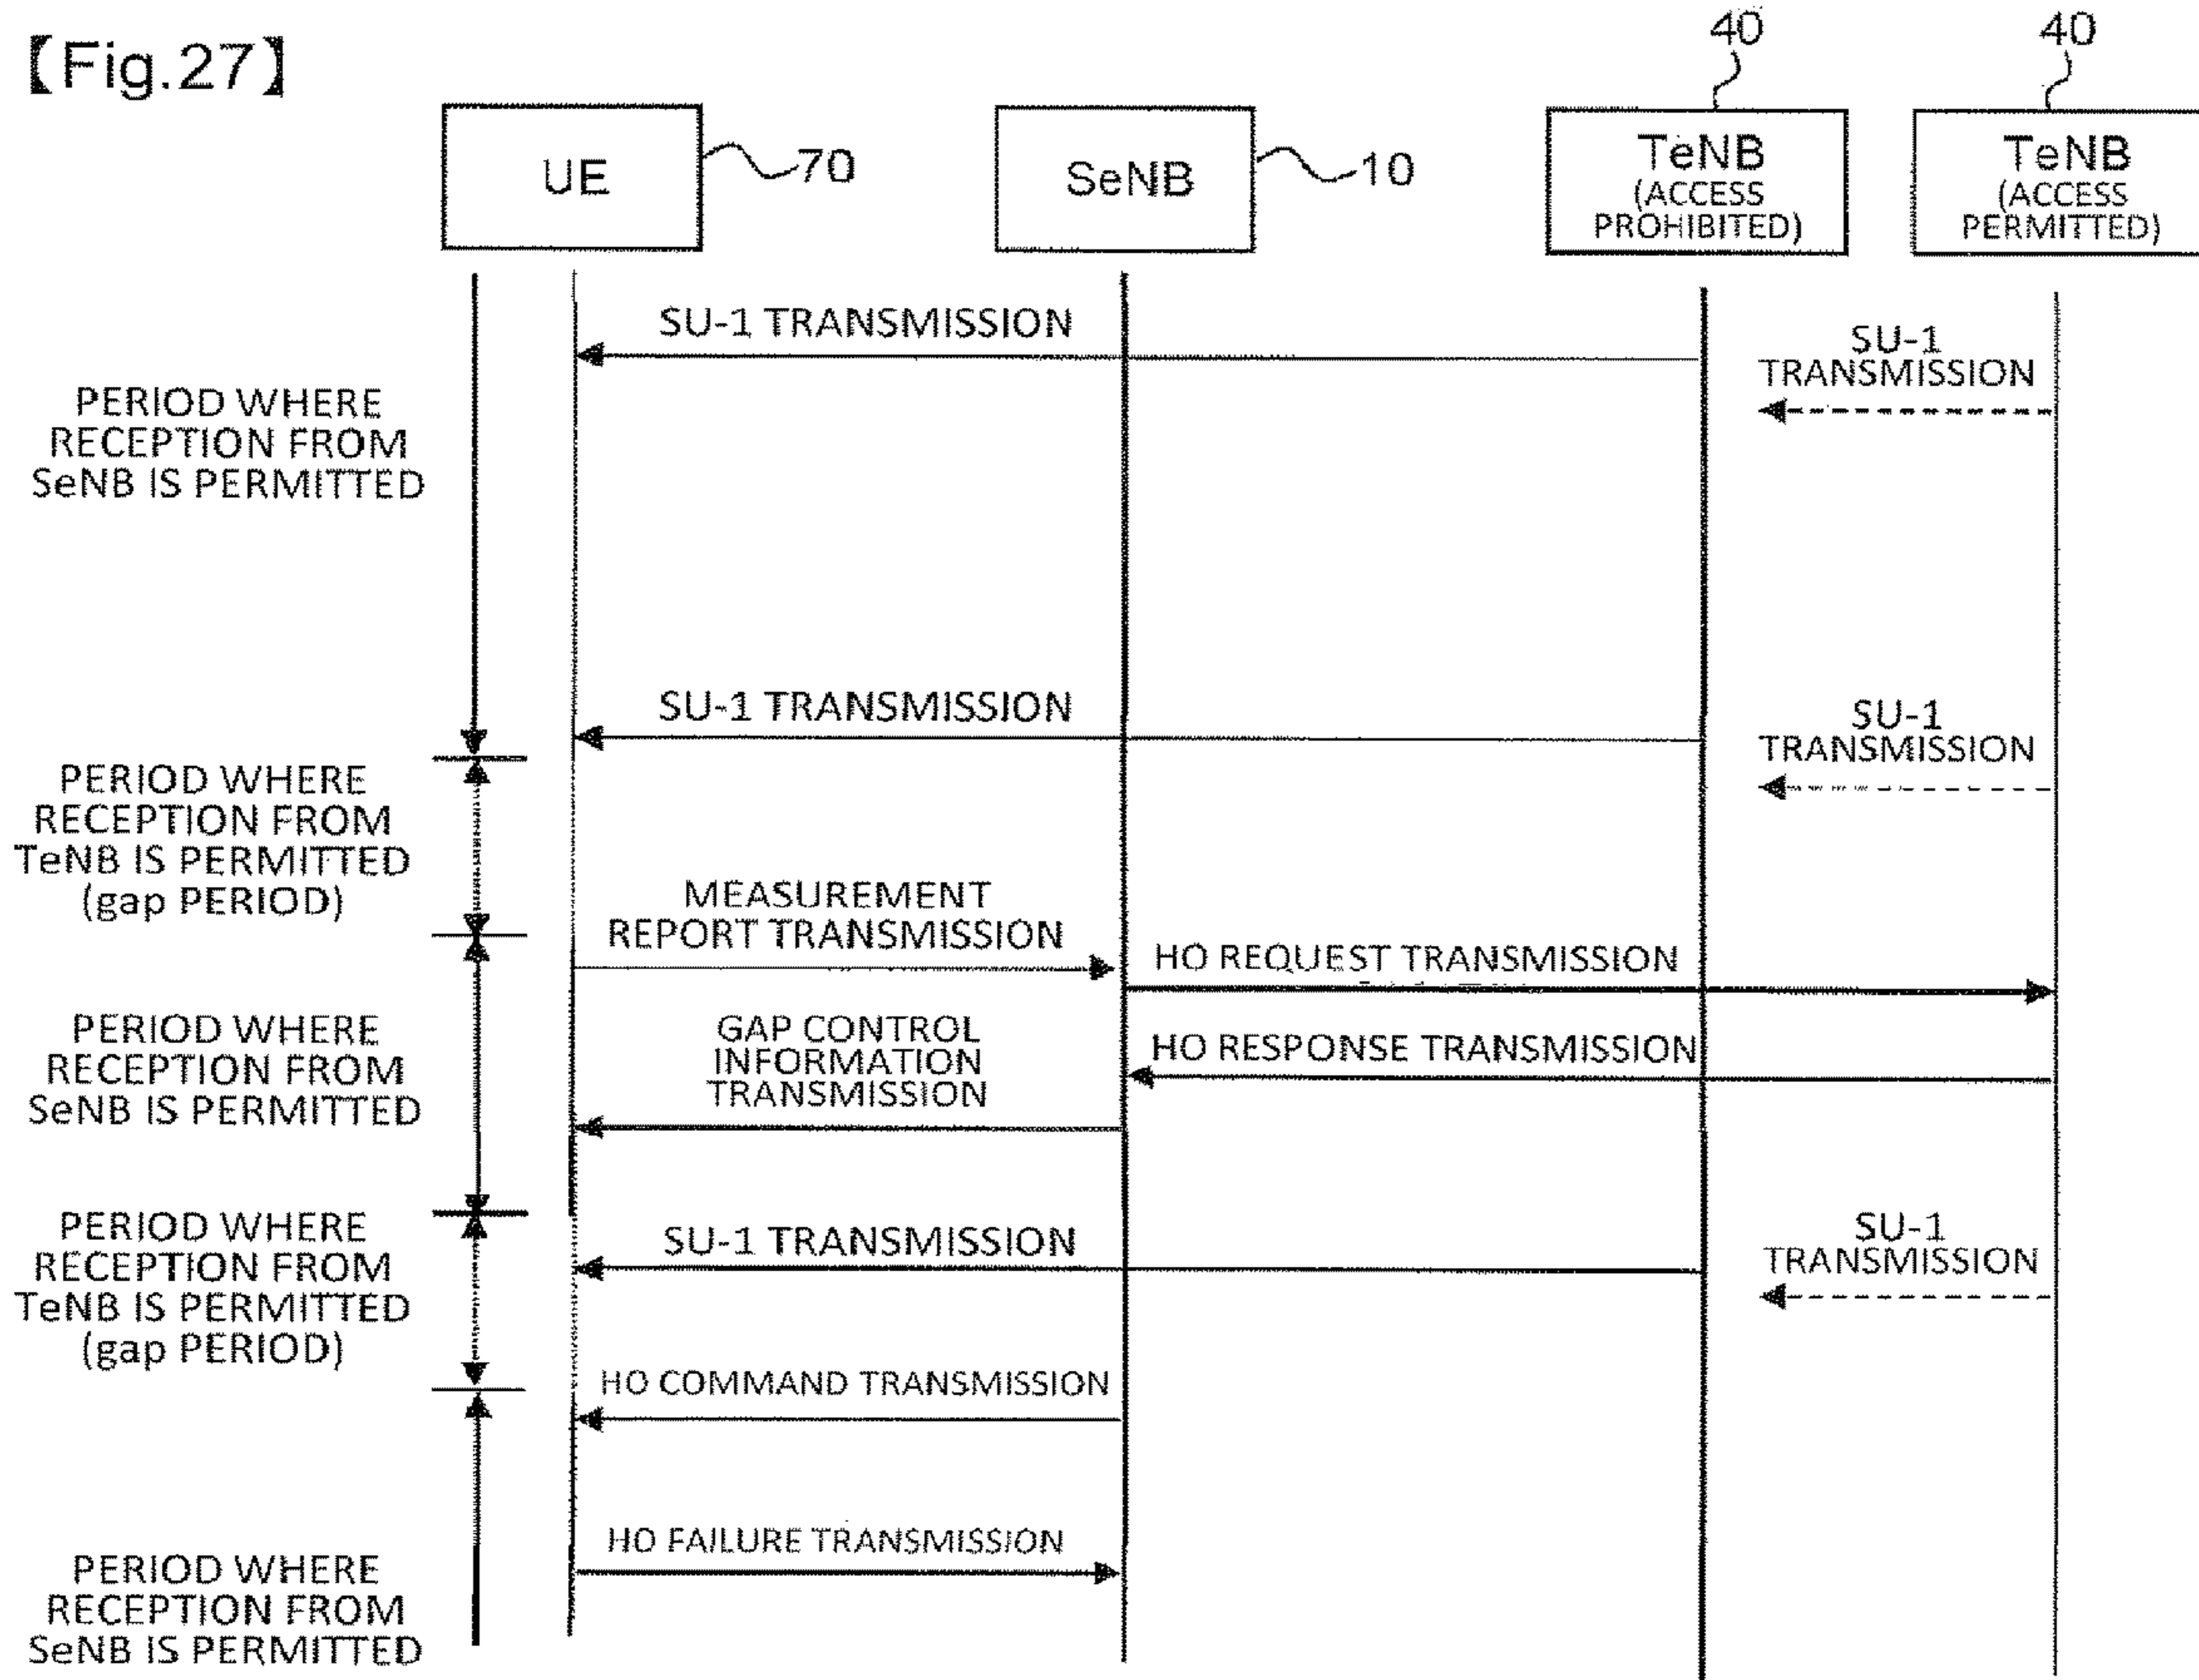 【Fig.27】
40
40
UE
70
SeNB
10
TeNB
(ACCESS
PROHIBITED)
TeNB
(ACCESS
PERMITTED)
SU-1 TRANSMISSION
SU-1
TRANSMISSION
PERIOD WHERE
RECEPTION FROM
SeNB IS PERMITTED
SU-1 TRANSMISSION
SU-1
TRANSMISSION
PERIOD WHERE
RECEPTION FROM
TeNB IS PERMITTED
(gap PERIOD)
MEASUREMENT
REPORT TRANSMISSION
HO REQUEST TRANSMISSION
PERIOD WHERE
RECEPTION FROM
SeNB IS PERMITTED
GAP CONTROL
INFORMATION
TRANSMISSION
HO RESPONSE TRANSMISSION
PERIOD WHERE
RECEPTION FROM
TeNB IS PERMITTED
(gap PERIOD)
SU-1 TRANSMISSION
SU-1
TRANSMISSION
HO COMMAND TRANSMISSION
HO FAILURE TRANSMISSION
PERIOD WHERE
RECEPTION FROM
SeNB IS PERMITTED